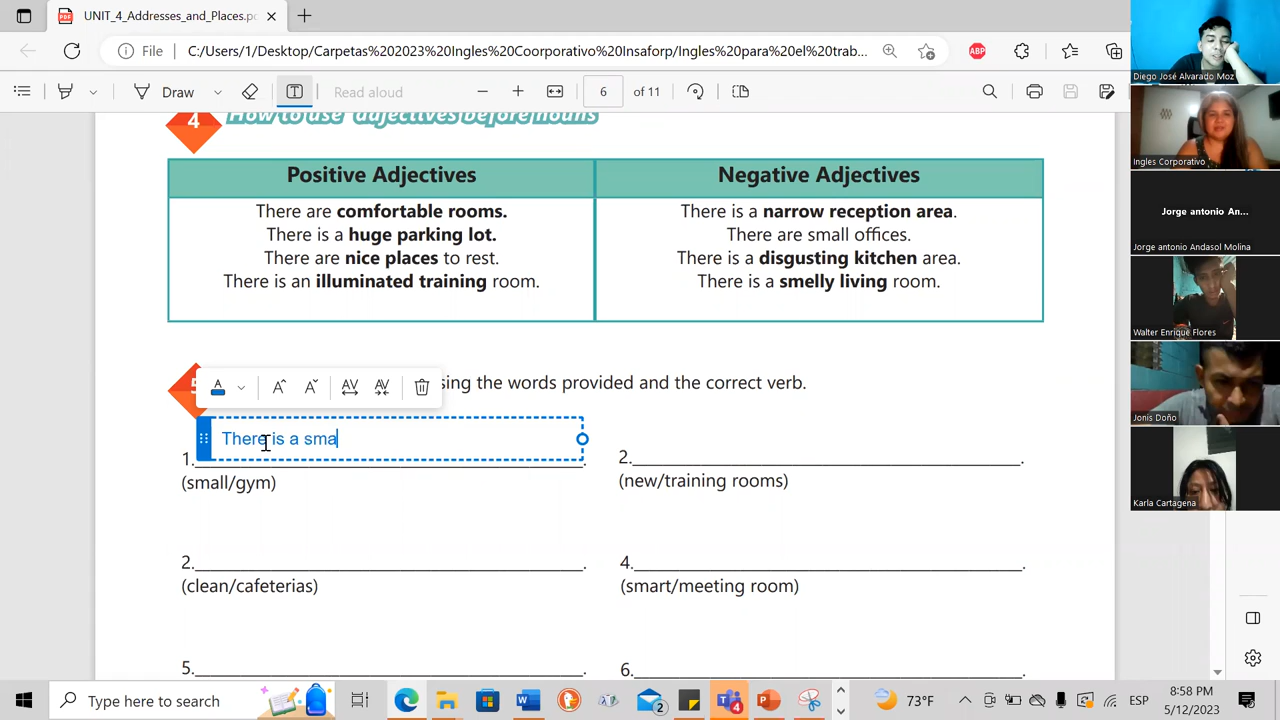 UNIT_4_Addresses_and_Places.pc
File
C:/Users/1/Desktop/Carpetas%202023%20Ingles%20Coorporativo%20Insaforp/Ingles%20para%20el%20trab...
ABP
Draw
Read aloud
6 of 11
4 How to use adjectives before nouns
Positive Adjectives
There are comfortable rooms.
There is a huge parking lot.
There are nice places to rest.
There is an illuminated training room.
Negative Adjectives
There is a narrow reception area.
There are small offices.
There is a disgusting kitchen area.
There is a smelly living room.
sing the words provided and the correct verb.
There is a sma
1.
(small/gym)
2.
(new/training rooms)
2.
(clean/cafeterias)
4.
(smart/meeting room)
5.
6.
Diego José Alvarado Moz
Ingles Corporativo
Jorge antonio An...
Jorge antonio Andasol Molina
Walter Enrique Flores
Jonis Doño
Karla Cartagena
Type here to search
2
4
73°F
ESP
8:58 PM
5/12/2023